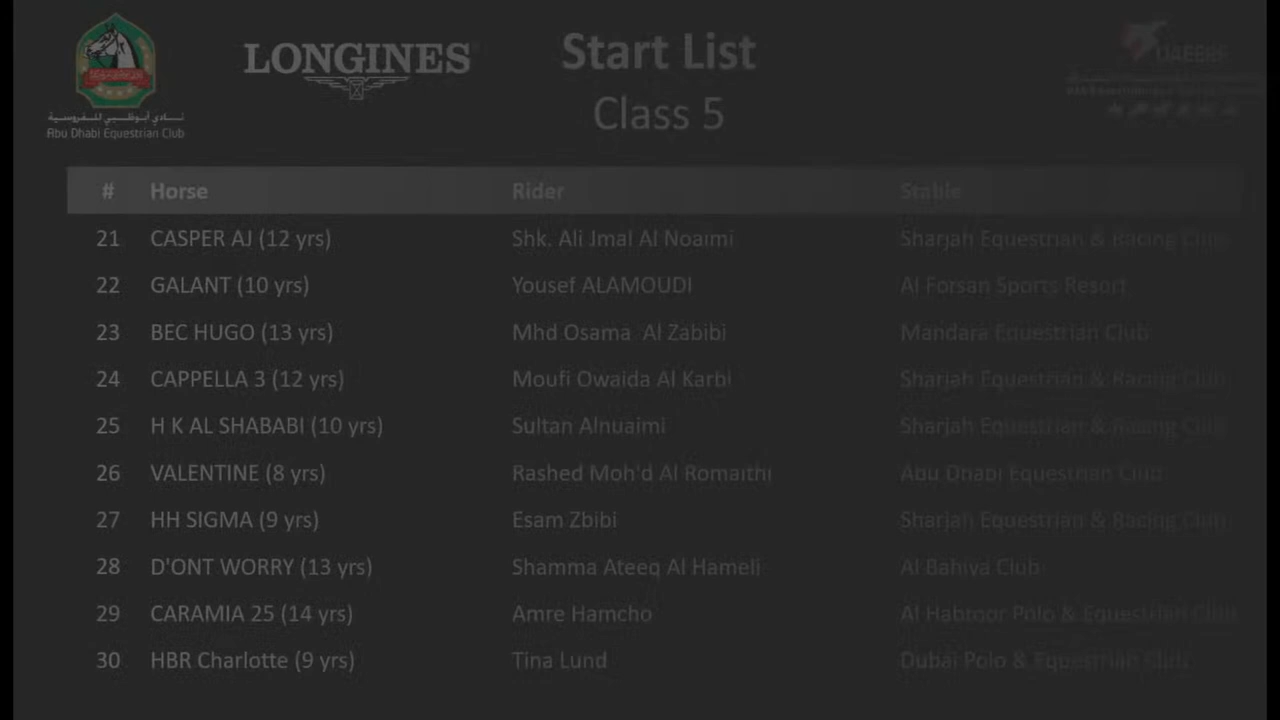 LONGINES
Start List
Class 5
UAEERF
نـــادي أبـوظـبـي للـفـروسـيـة
Abu Dhabi Equestrian Club
# Horse Rider Stable
21 CASPER AJ (12 yrs) Shk. Ali Jmal Al Noaimi Sharjah Equestrian & Racing Club
22 GALANT (10 yrs) Yousef ALAMOUDI Al Forsan Sports Resort
23 BEC HUGO (13 yrs) Mhd Osama Al Zabibi Mandara Equestrian Club
24 CAPPELLA 3 (12 yrs) Moufi Owaida Al Karbi Sharjah Equestrian & Racing Club
25 H K AL SHABABI (10 yrs) Sultan Alnuaimi Sharjah Equestrian & Racing Club
26 VALENTINE (8 yrs) Rashed Moh'd Al Romaithi Abu Dhabi Equestrian Club
27 HH SIGMA (9 yrs) Esam Zbibi Sharjah Equestrian & Racing Club
28 D'ONT WORRY (13 yrs) Shamma Ateeq Al Hameli Al Bahiya Club
29 CARAMIA 25 (14 yrs) Amre Hamcho Al Habtoor Polo & Equestrian Club
30 HBR Charlotte (9 yrs) Tina Lund Dubai Polo & Equestrian Club